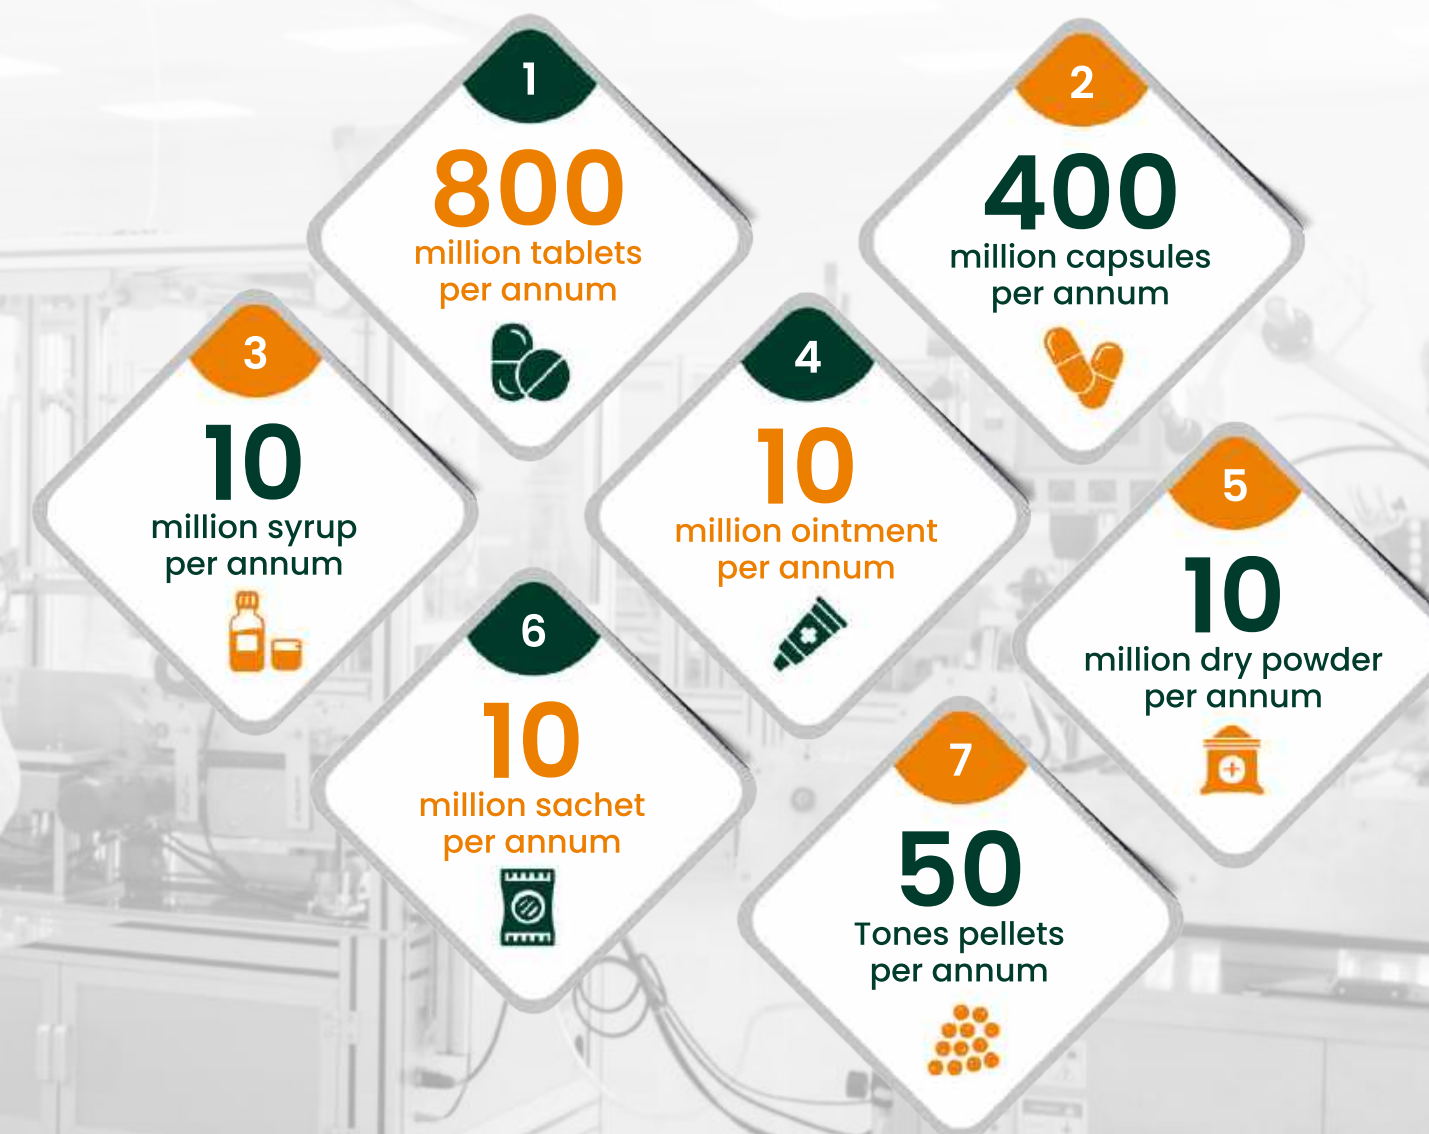 1
800
million tablets
per annum
2
400
million capsules
per annum
3
10
million syrup
per annum
4
10
million ointment
per annum
5
10
million dry powder
per annum
6
10
million sachet
per annum
7
50
Tones pellets
per annum